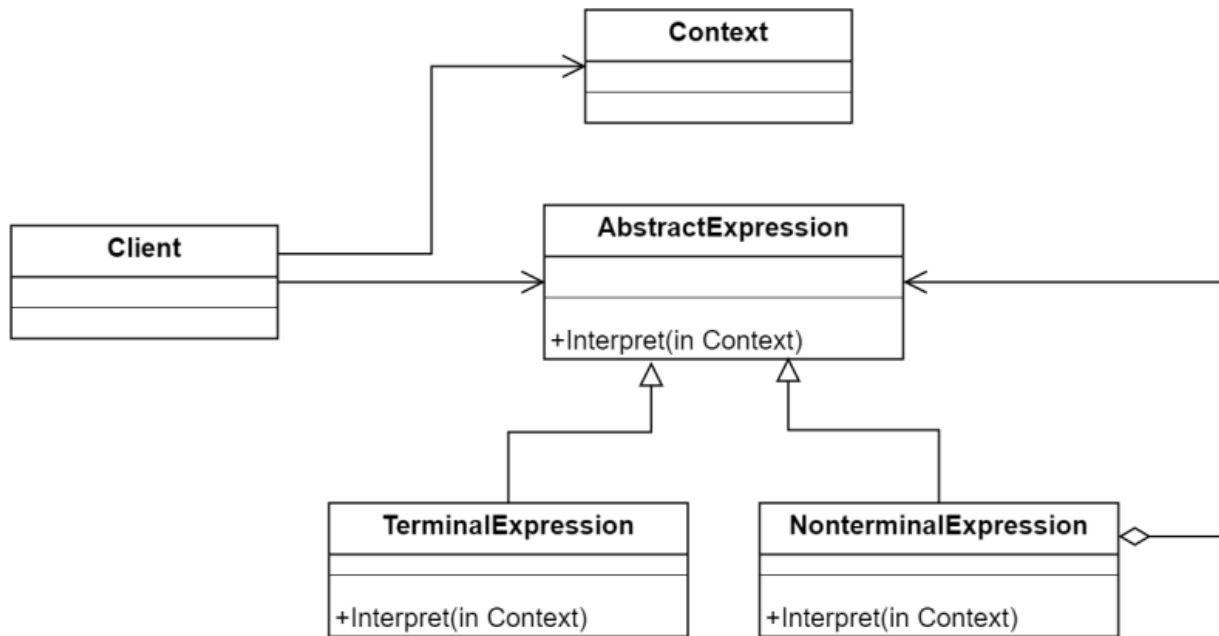 Context
AbstractExpression
Client
+Interpret(in Context)
TerminalExpression
NonterminalExpression
+Interpret(in Context)
+Interpret(in Context)